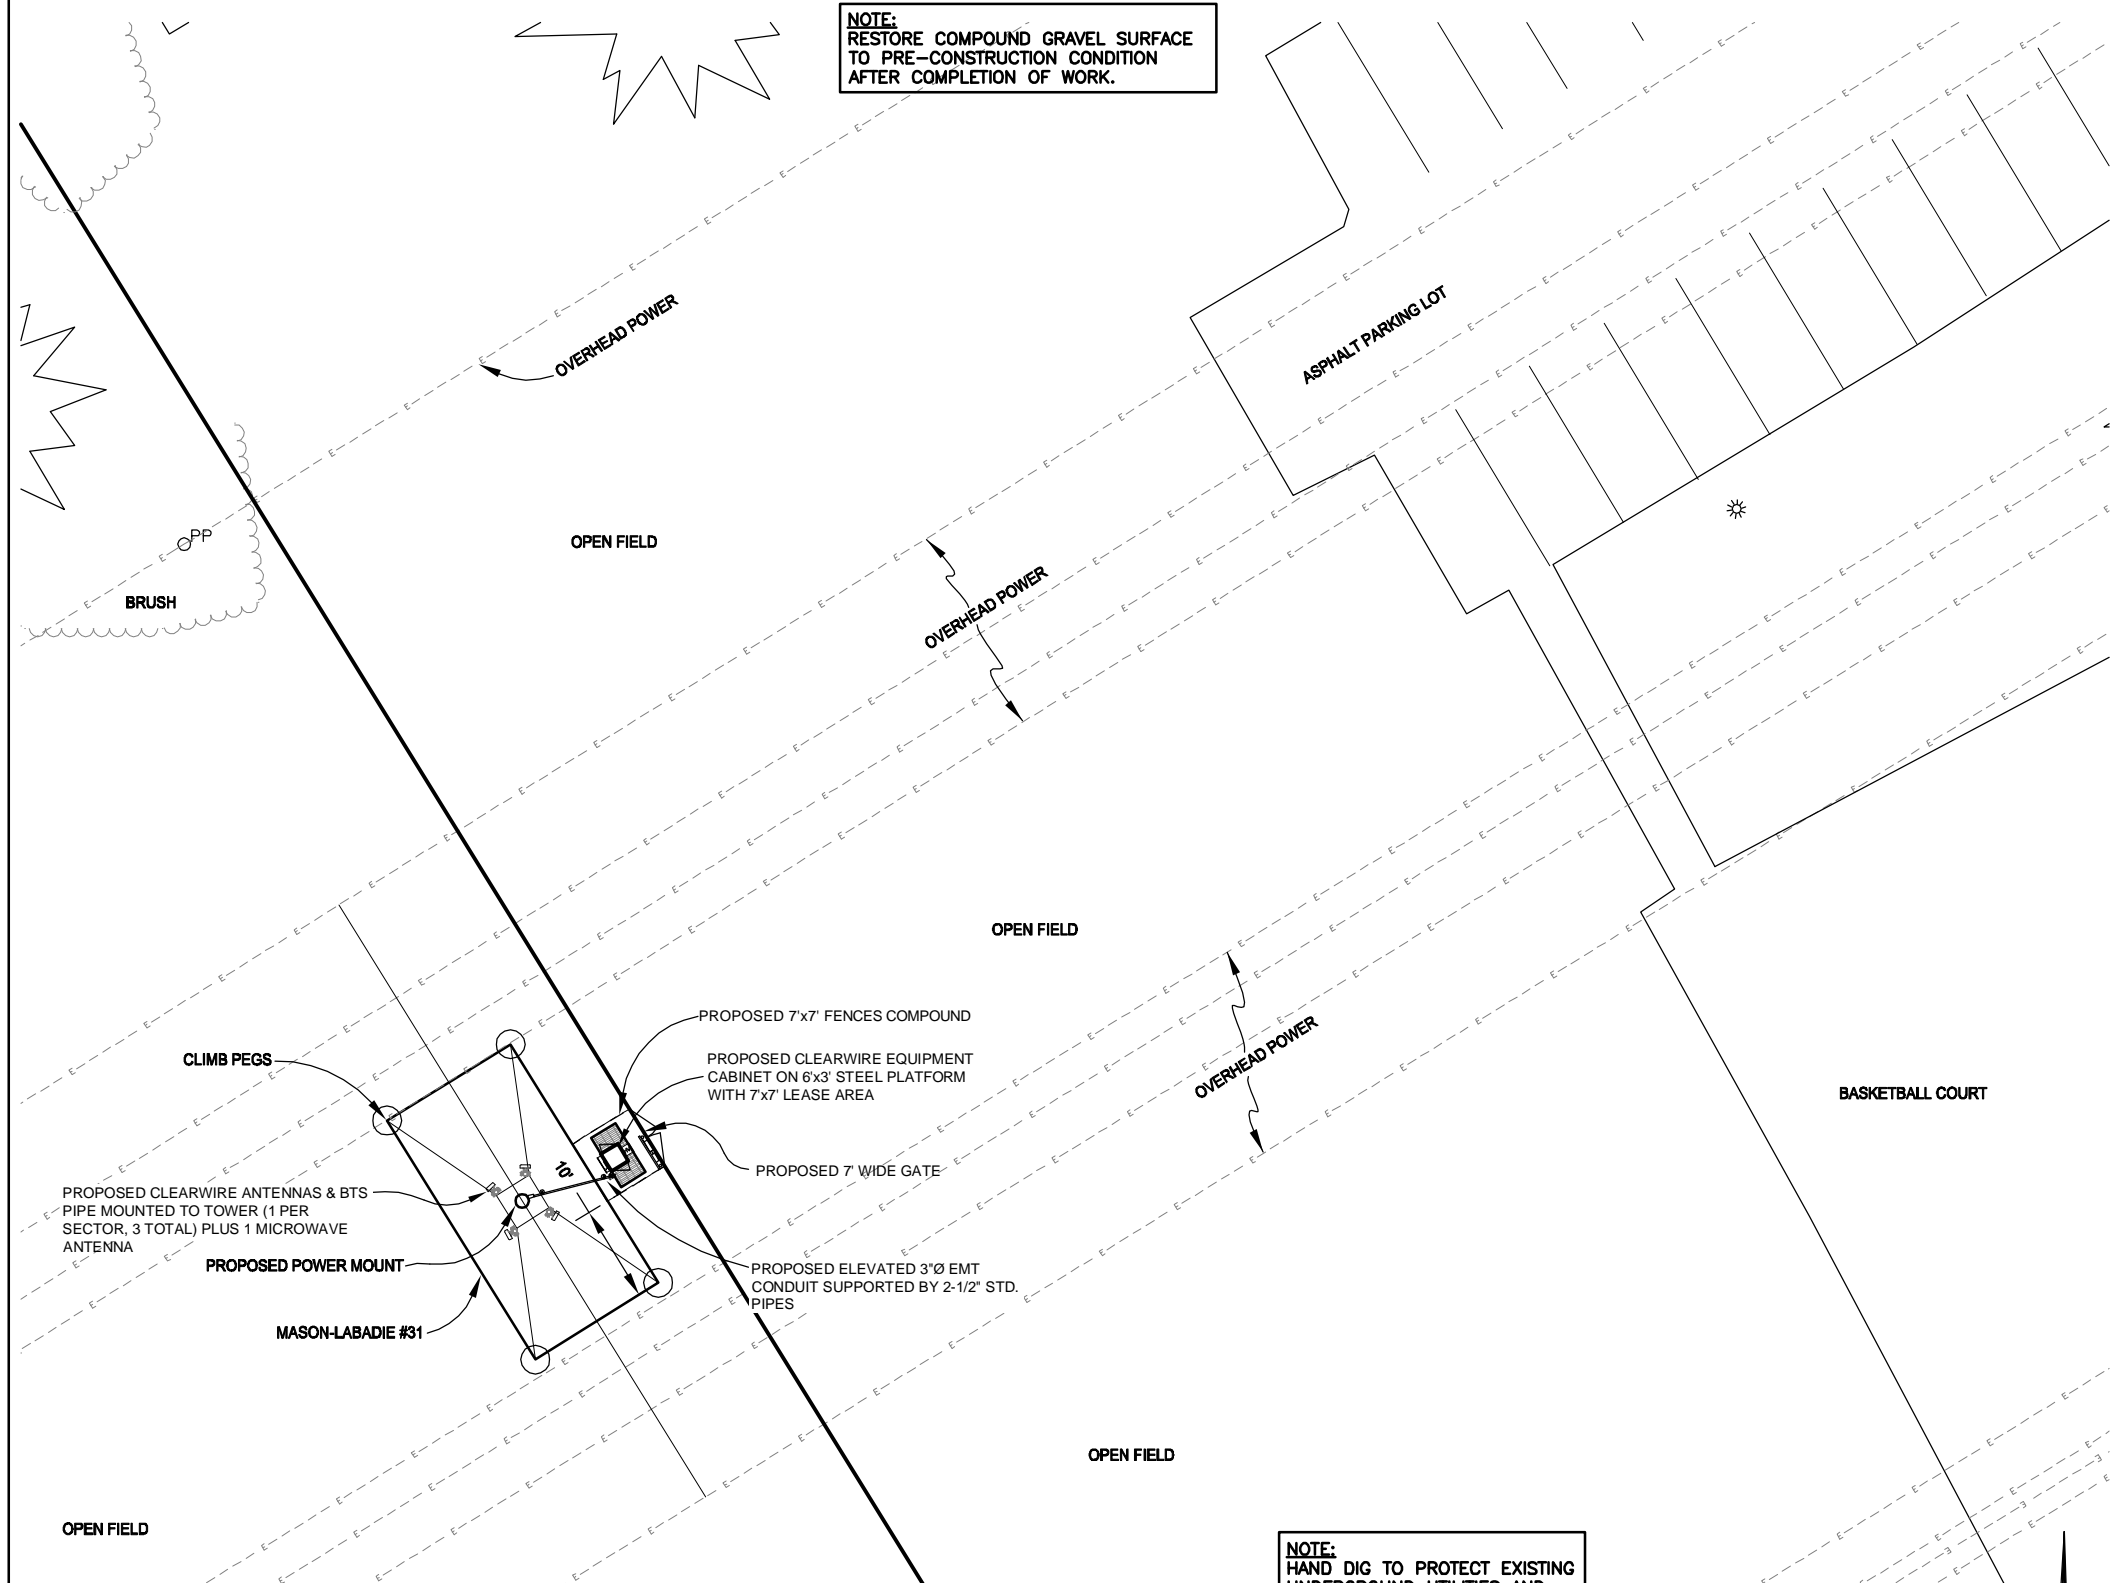 NOTE:
RESTORE COMPOUND GRAVEL SURFACE
TO PRE-CONSTRUCTION CONDITION
AFTER COMPLETION OF WORK.
OVERHEAD POWER
ASPHALT PARKING LOT
PP
OPEN FIELD
BRUSH
OVERHEAD POWER
OPEN FIELD
PROPOSED 7'x7' FENCES COMPOUND
CLIMB PEGS
PROPOSED CLEARWIRE EQUIPMENT
CABINET ON 6'x3' STEEL PLATFORM
WITH 7'x7' LEASE AREA
OVERHEAD POWER
BASKETBALL COURT
10'
PROPOSED 7' WIDE GATE
PROPOSED CLEARWIRE ANTENNAS & BTS
PIPE MOUNTED TO TOWER (1 PER
SECTOR, 3 TOTAL) PLUS 1 MICROWAVE
ANTENNA
PROPOSED POWER MOUNT
PROPOSED ELEVATED 3"Ø EMT
CONDUIT SUPPORTED BY 2-1/2" STD.
PIPES
MASON-LABADIE #31
OPEN FIELD
OPEN FIELD
NOTE:
HAND DIG TO PROTECT EXISTING
UNDERGROUND UTILITIES AND